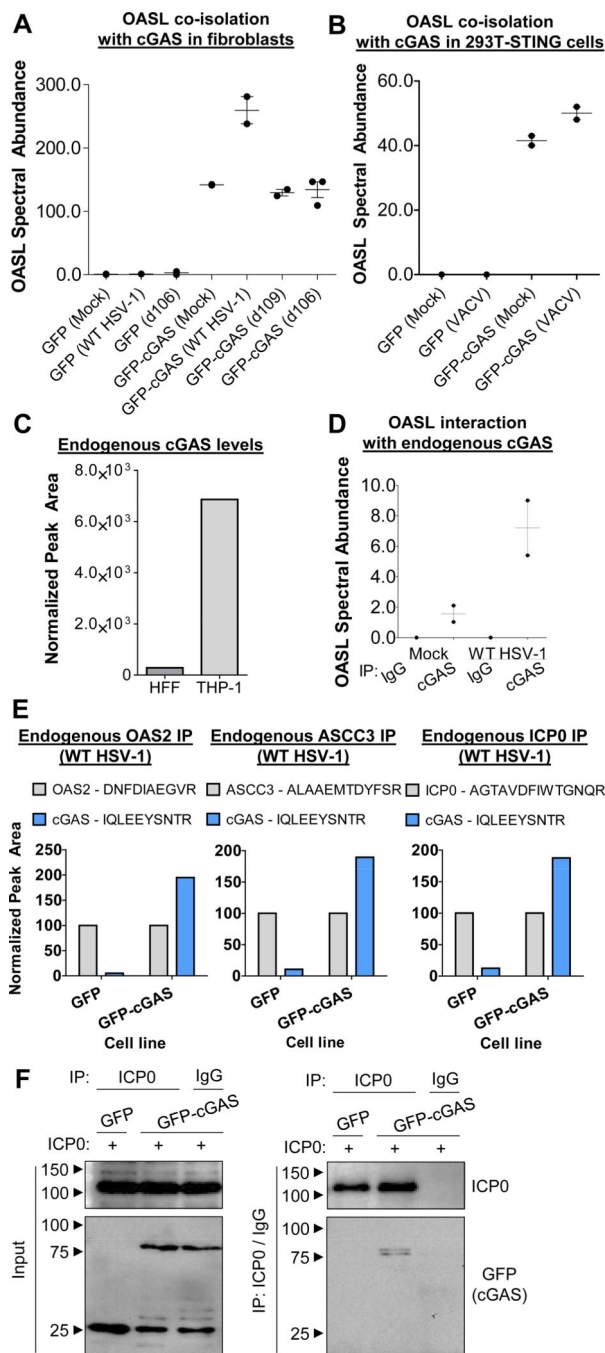 A
OASL co-isolation
with cGAS in fibroblasts
OASL Spectral Abundance
300.0
200.0
100.0
0.0
GFP (Mock)
GFP (WT HSV-1)
GFP (d106)
GFP-cGAS (Mock)
GFP-cGAS (WT HSV-1)
GFP-cGAS (d109)
GFP-cGAS (d106)
B
OASL co-isolation
with cGAS in 293T-STING cells
OASL Spectral Abundance
60.0
40.0
20.0
0.0
GFP (Mock)
GFP (VACV)
GFP-cGAS (Mock)
GFP-cGAS (VACV)
C
Endogenous cGAS levels
Normalized Peak Area
8.0×10³
6.0×10³
4.0×10³
2.0×10³
0
HFF THP-1
D
OASL interaction
with endogenous cGAS
OASL Spectral Abundance
10.0
8.0
6.0
4.0
2.0
0.0
Mock WT HSV-1
IP: IgG cGAS IgG cGAS
E
Endogenous OAS2 IP
(WT HSV-1)
OAS2 - DNFDIAEGVR
cGAS - IQLEEYSNTR
Normalized Peak Area
250
200
150
100
50
0
GFP
GFP-cGAS
Cell line
Endogenous ASCC3 IP
(WT HSV-1)
ASCC3 - ALAAEMTDYFSR
cGAS - IQLEEYSNTR
200
150
100
50
0
GFP
GFP-cGAS
Cell line
Endogenous ICP0 IP
(WT HSV-1)
ICP0 - AGTAVDFIWTGNQR
cGAS - IQLEEYSNTR
200
150
100
50
0
GFP
GFP-cGAS
Cell line
F
IP: ICP0 IgG
GFP GFP-cGAS
ICP0: + + +
Input
150
100
100
75
25
IP: ICP0 IgG
GFP GFP-cGAS
ICP0: + + +
IP: ICP0 / IgG
150
100
ICP0
100
75
25
GFP
(cGAS)